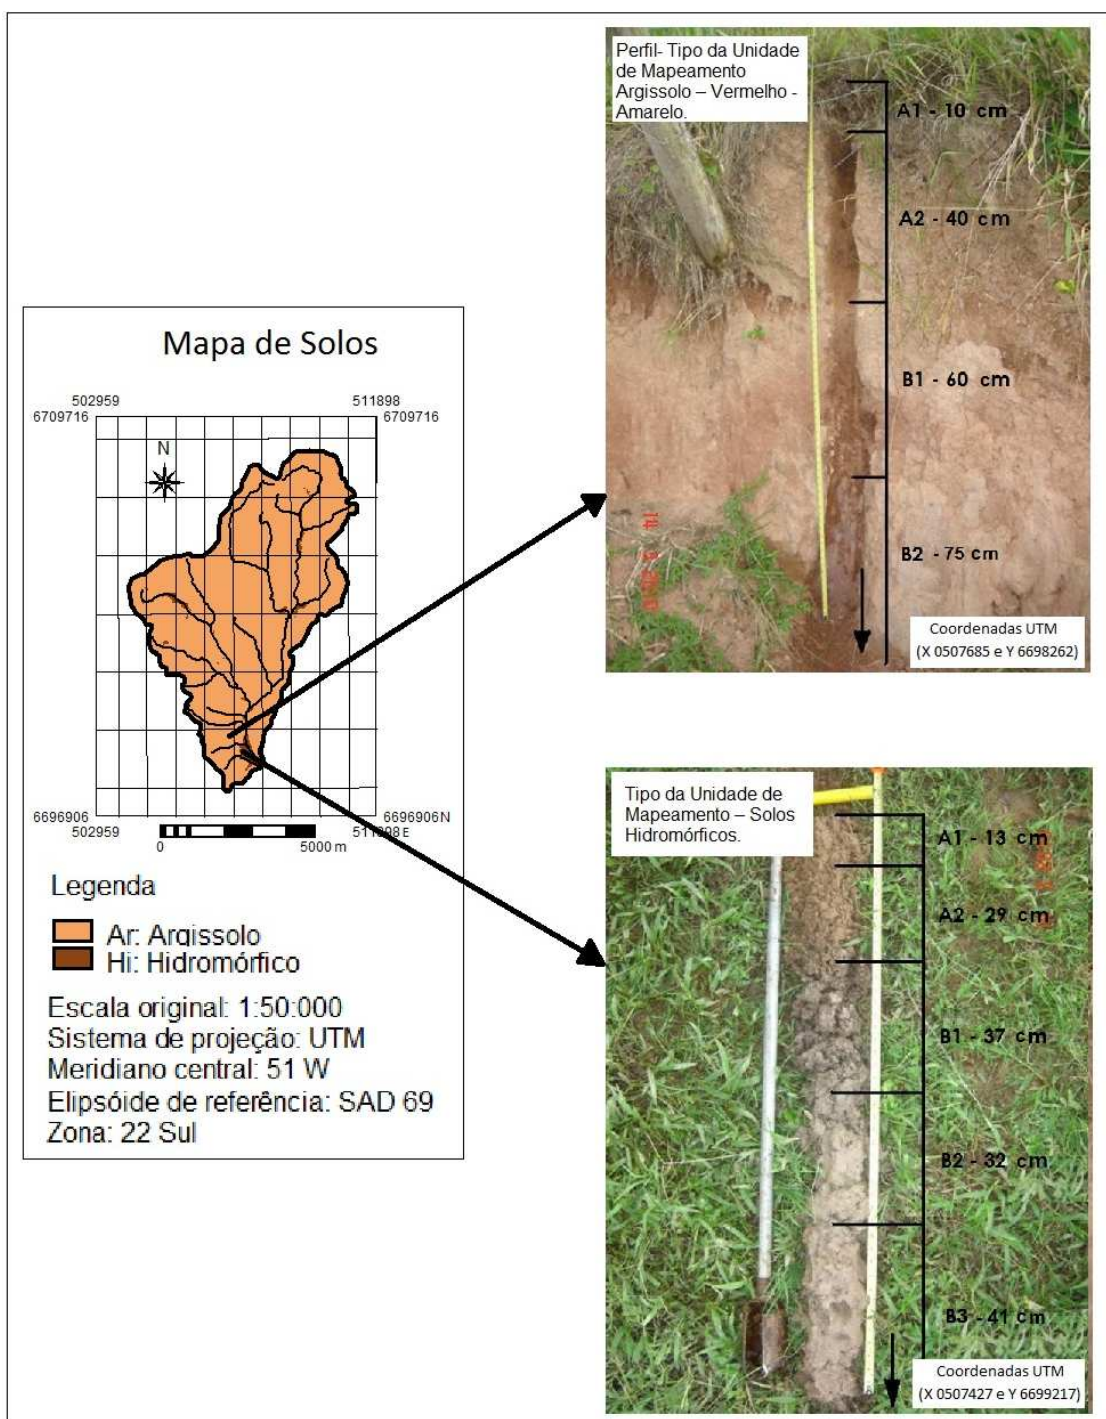 Mapa de Solos
502959
511898
6709716
6709716
N
6696906
6696906N
502959
511898 E
0
5000 m
Legenda
Ar: Argissolo
Hi: Hidromórfico
Escala original: 1:50:000
Sistema de projeção: UTM
Meridiano central: 51 W
Elipsóide de referência: SAD 69
Zona: 22 Sul
Perfil- Tipo da Unidade
de Mapeamento
Argissolo – Vermelho -
Amarelo.
A1 - 10 cm
A2 - 40 cm
B1 - 60 cm
B2 - 75 cm
Coordenadas UTM
(X 0507685 e Y 6698262)
Tipo da Unidade de
Mapeamento – Solos
Hidromórficos.
A1 - 13 cm
A2 - 29 cm
B1 - 37 cm
B2 - 32 cm
B3 - 41 cm
Coordenadas UTM
(X 0507427 e Y 6699217)